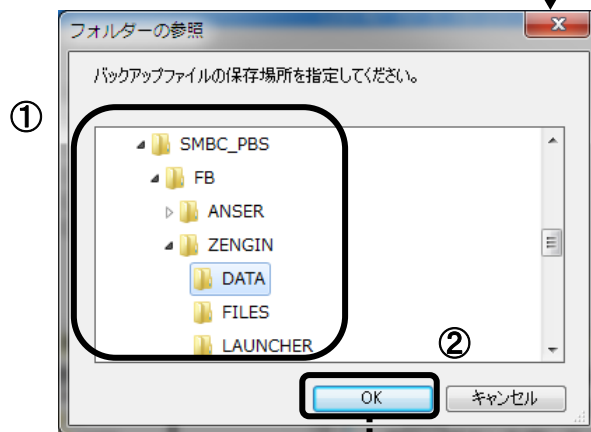 フォルダーの参照
バックアップファイルの保存場所を指定してください。
①
SMBC_PBS
FB
ANSER
ZENGIN
DATA
FILES
LAUNCHER
②
OK
キャンセル